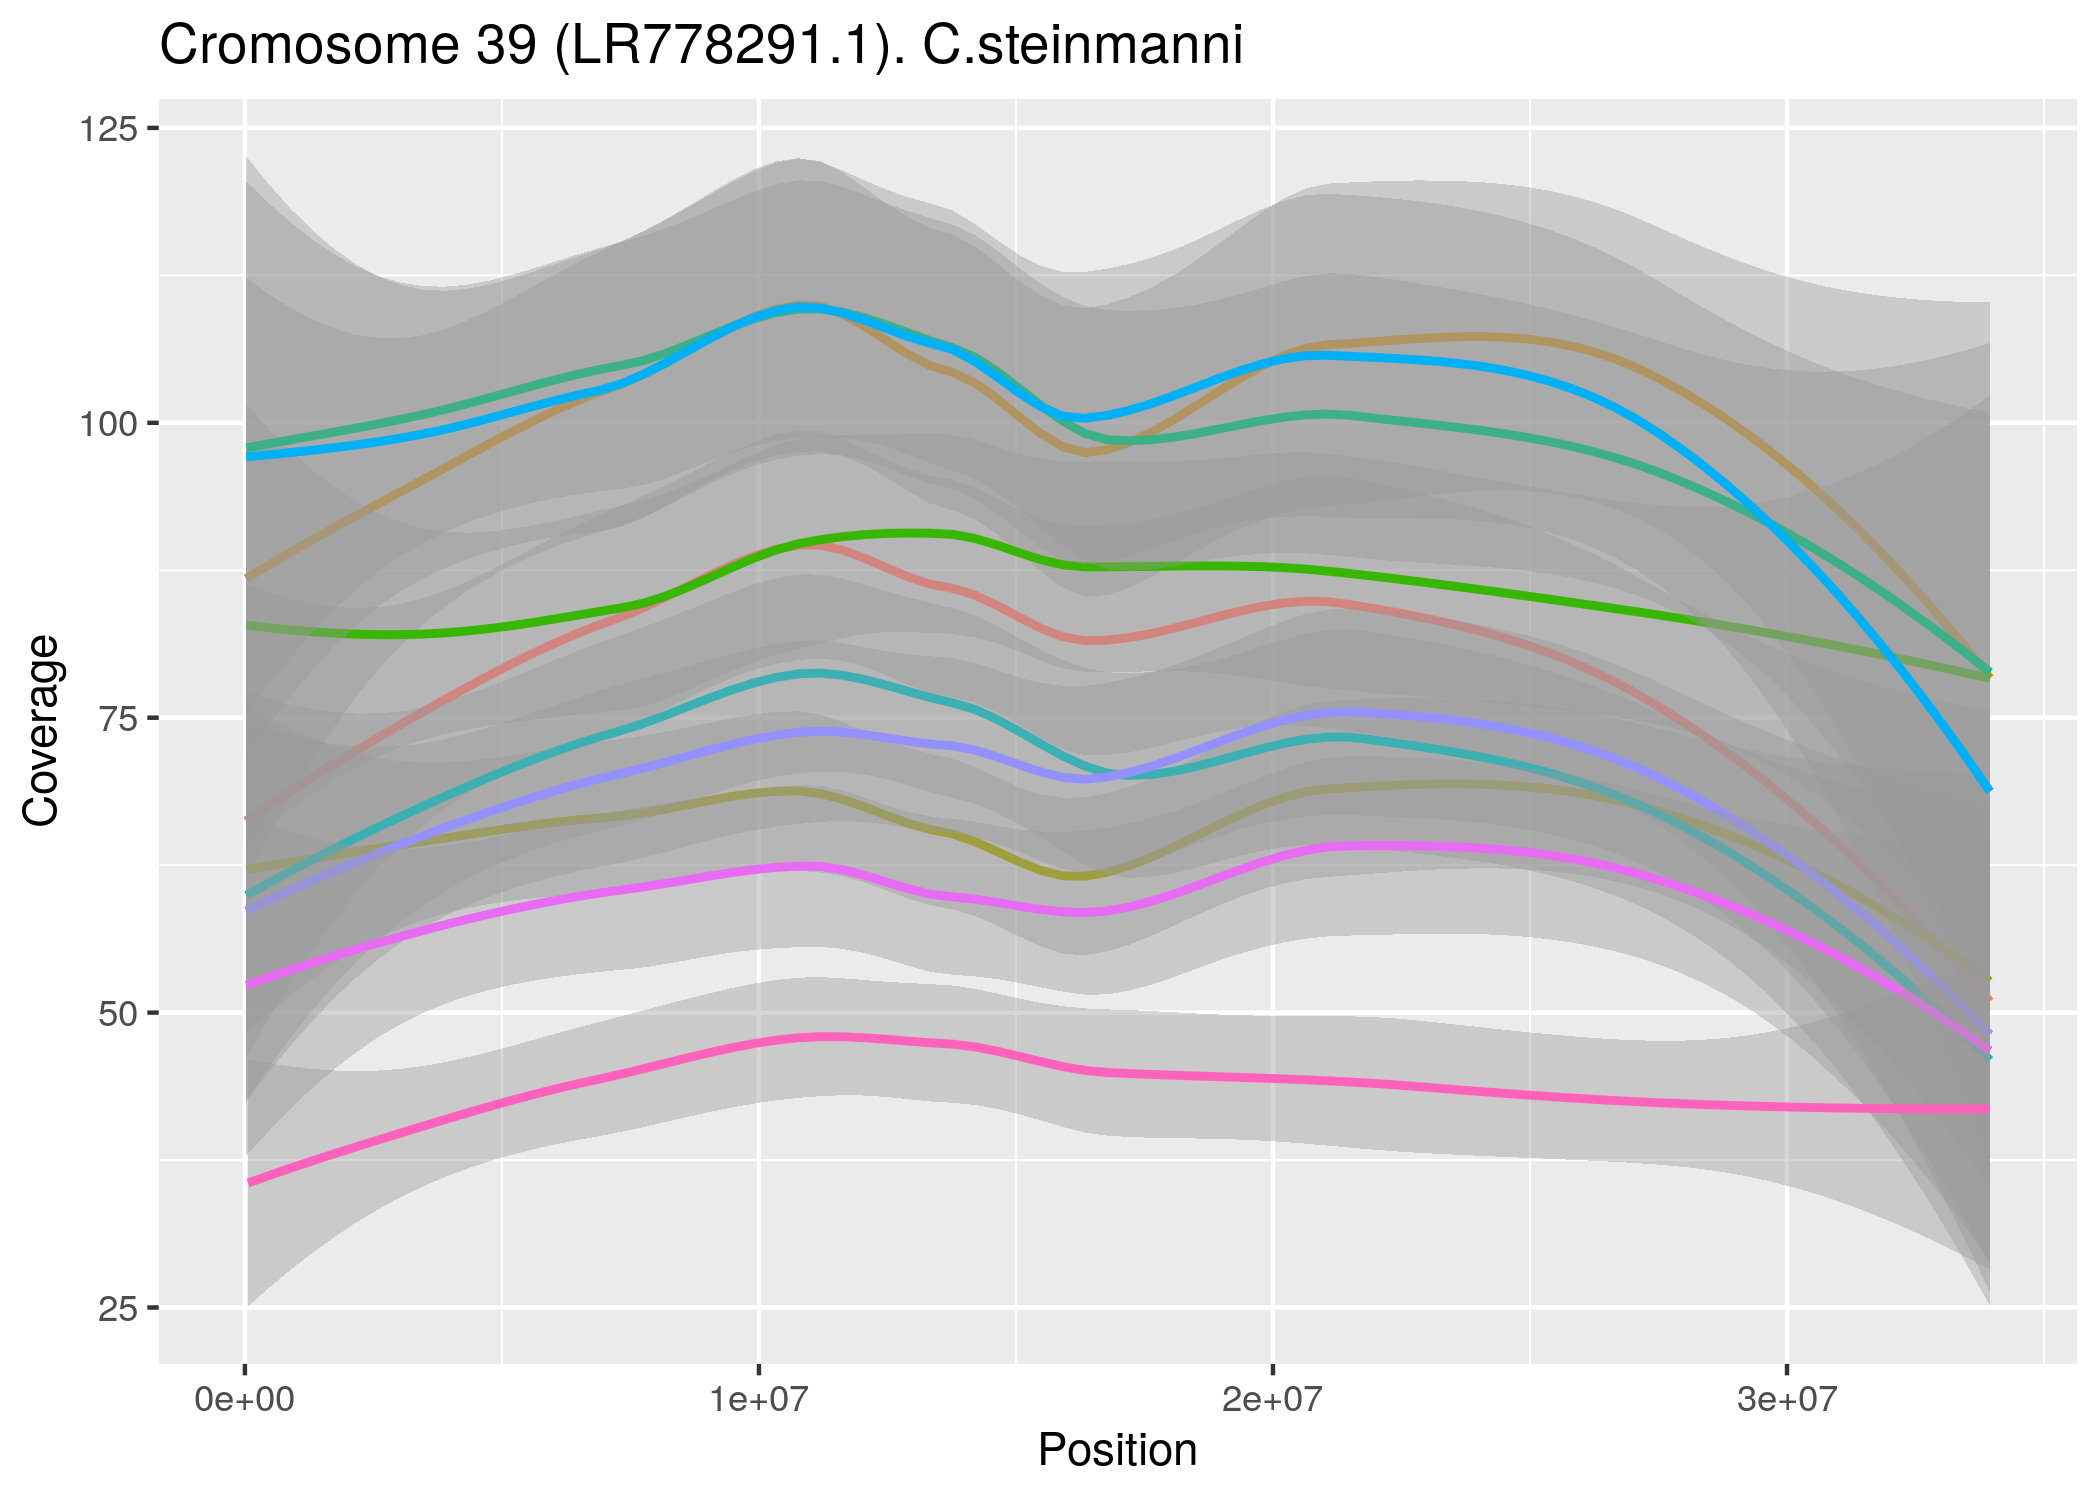 Cromosome 39 (LR778291.1). C.steinmanni
125
100
75
50
25
Coverage
0e+00
1e+07
2e+07
3e+07
Position